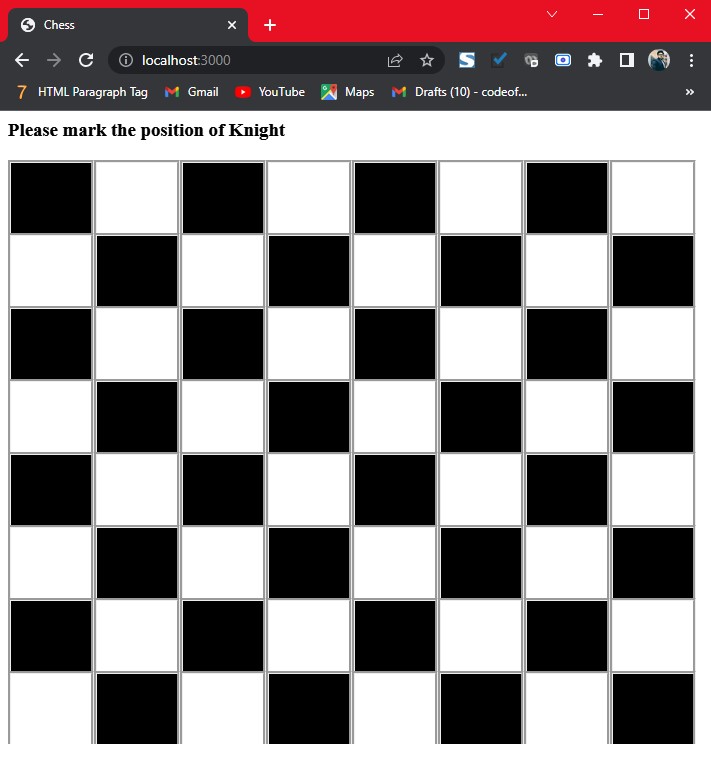 Chess
localhost:3000
HTML Paragraph Tag Gmail YouTube Maps Drafts (10) - codeof... »
Please mark the position of Knight